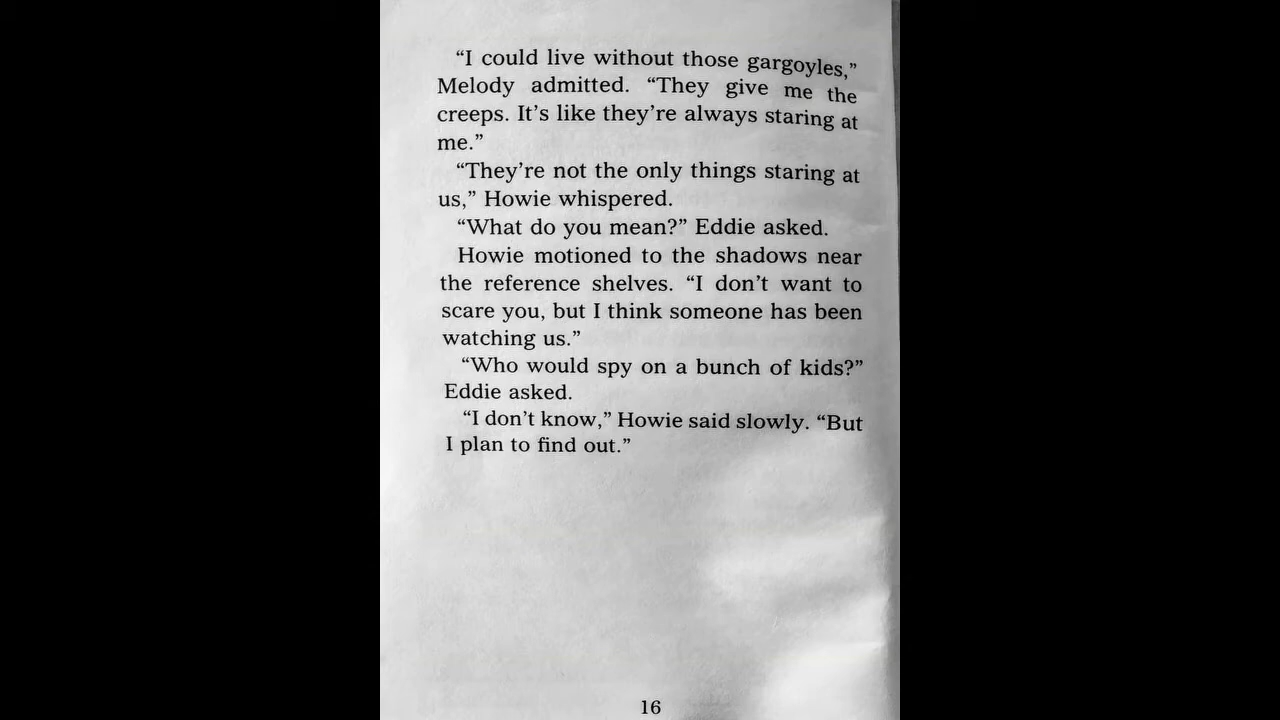 “I could live without those gargoyles,”
Melody admitted. “They give me the
creeps. It’s like they’re always staring at
me.”
“They’re not the only things staring at
us,” Howie whispered.
“What do you mean?” Eddie asked.
Howie motioned to the shadows near
the reference shelves. “I don’t want to
scare you, but I think someone has been
watching us.”
“Who would spy on a bunch of kids?”
Eddie asked.
“I don’t know,” Howie said slowly. “But
I plan to find out.”
16